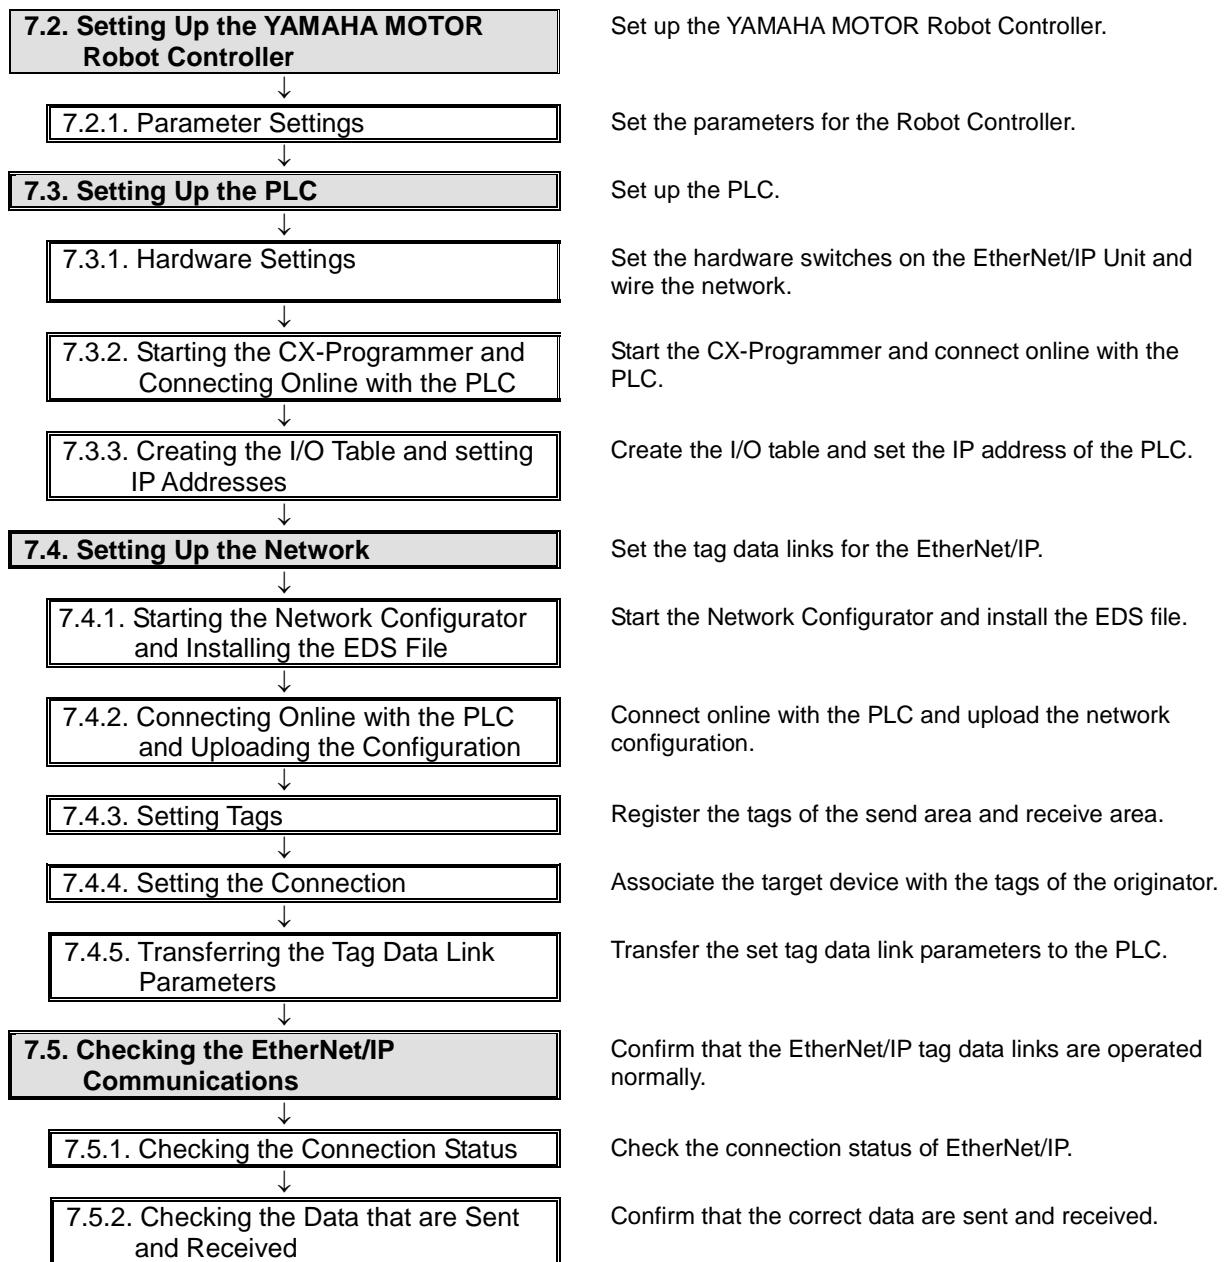 7.2. Setting Up the YAMAHA MOTOR
Robot Controller
Set up the YAMAHA MOTOR Robot Controller.
↓
7.2.1. Parameter Settings
Set the parameters for the Robot Controller.
↓
7.3. Setting Up the PLC
Set up the PLC.
↓
7.3.1. Hardware Settings
Set the hardware switches on the EtherNet/IP Unit and
wire the network.
↓
7.3.2. Starting the CX-Programmer and
Connecting Online with the PLC
Start the CX-Programmer and connect online with the
PLC.
↓
7.3.3. Creating the I/O Table and setting
IP Addresses
Create the I/O table and set the IP address of the PLC.
↓
7.4. Setting Up the Network
Set the tag data links for the EtherNet/IP.
↓
7.4.1. Starting the Network Configurator
and Installing the EDS File
Start the Network Configurator and install the EDS file.
↓
7.4.2. Connecting Online with the PLC
and Uploading the Configuration
Connect online with the PLC and upload the network
configuration.
↓
7.4.3. Setting Tags
Register the tags of the send area and receive area.
↓
7.4.4. Setting the Connection
Associate the target device with the tags of the originator.
↓
7.4.5. Transferring the Tag Data Link
Parameters
Transfer the set tag data link parameters to the PLC.
↓
7.5. Checking the EtherNet/IP
Communications
Confirm that the EtherNet/IP tag data links are operated
normally.
↓
7.5.1. Checking the Connection Status
Check the connection status of EtherNet/IP.
↓
7.5.2. Checking the Data that are Sent
and Received
Confirm that the correct data are sent and received.